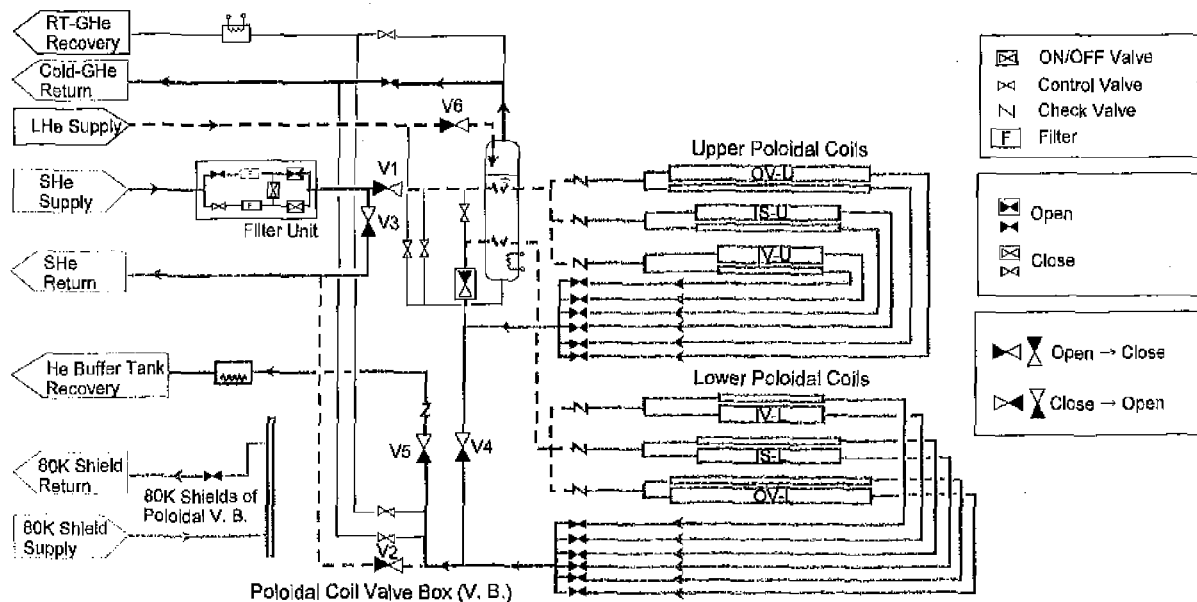 RT-GHe
Recovery
Cold-GHe
Return
LHe Supply
SHe
Supply
Filter Unit
F
F
SHe
Return
He Buffer Tank
Recovery
80K Shield
Return
80K Shield
Supply
80K Shields of
Poloidal V. B.
V6
V1
V3
V5
V4
V2
Poloidal Coil Valve Box (V. B.)
Upper Poloidal Coils
OV-U
IS-U
IV-U
Lower Poloidal Coils
IV-L
IS-L
OV-L
ON/OFF Valve
Control Valve
Check Valve
F Filter
Open
Close
Open → Close
Close → Open